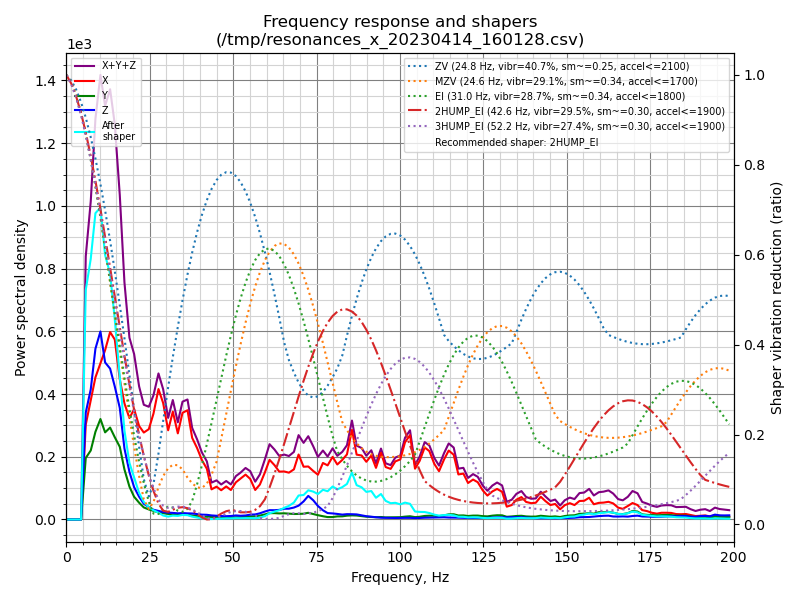 Frequency response and shapers
(/tmp/resonances_x_20230414_160128.csv)
1e3
X+Y+Z
X
Y
Z
After
shaper
ZV (24.8 Hz, vibr=40.7%, sm~=0.25, accel<=2100)
MZV (24.6 Hz, vibr=29.1%, sm~=0.34, accel<=1700)
EI (31.0 Hz, vibr=28.7%, sm~=0.34, accel<=1800)
2HUMP_EI (42.6 Hz, vibr=29.5%, sm~=0.30, accel<=1900)
3HUMP_EI (52.2 Hz, vibr=27.4%, sm~=0.30, accel<=1900)
Recommended shaper: 2HUMP_EI
Power spectral density
1.4
1.2
1.0
0.8
0.6
0.4
0.2
0.0
1.0
0.8
0.6
0.4
0.2
0.0
Shaper vibration reduction (ratio)
0 25 50 75 100 125 150 175 200
Frequency, Hz